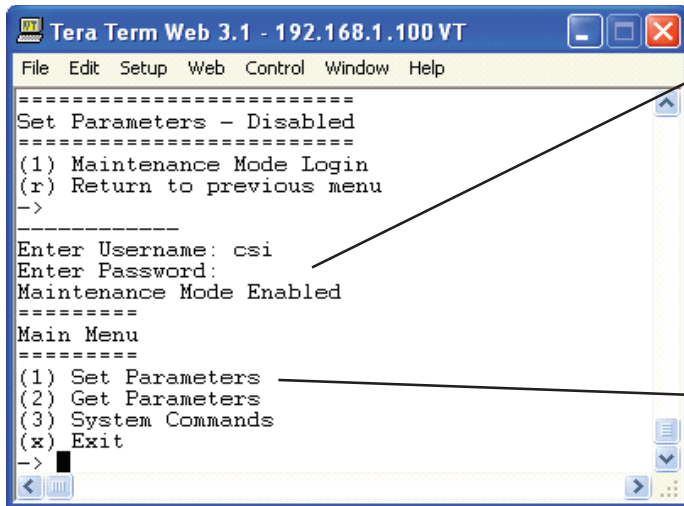 Tera Term Web 3.1 - 192.168.1.100 VT
File Edit Setup Web Control Window Help
==========================
Set Parameters - Disabled
==========================
(1) Maintenance Mode Login
(r) Return to previous menu
->
-------------
Enter Username: csi
Enter Password:
Maintenance Mode Enabled
=========
Main Menu
=========
(1) Set Parameters
(2) Get Parameters
(3) System Commands
(x) Exit
->